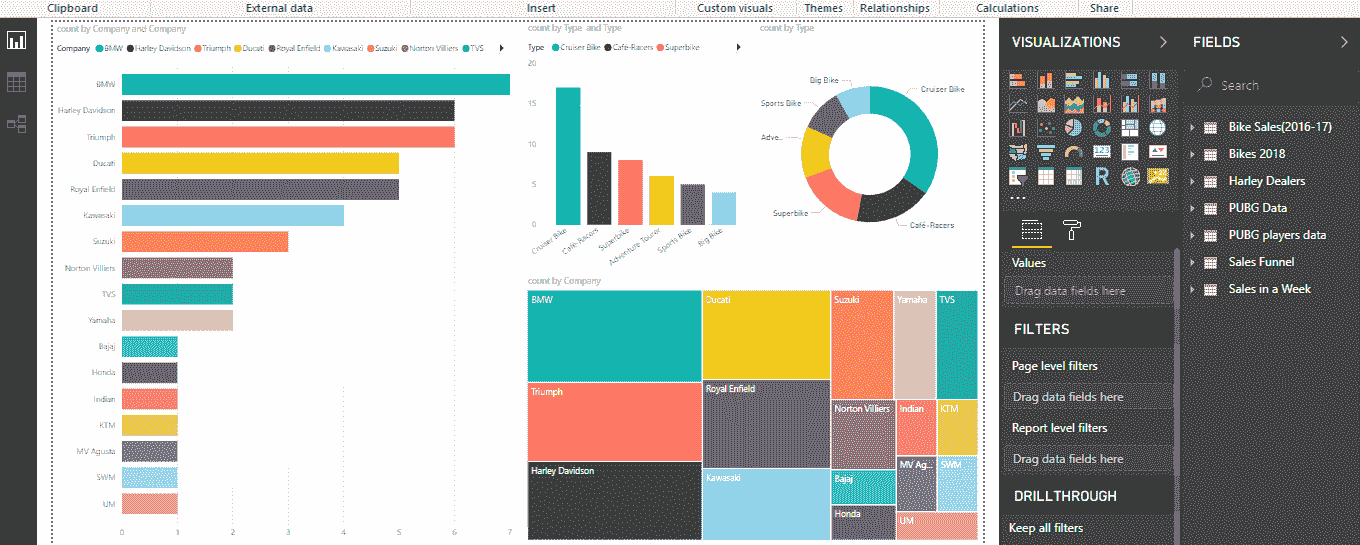 Clipboard External data Insert Custom visuals Themes Relationships Calculations Share
count by Company and Company
Company BMW Harley Davidson Triumph Ducati Royal Enfield Kawasaki Suzuki Norton Villiers TVS
BMW
Harley Davidson
Triumph
Ducati
Royal Enfield
Kawasaki
Suzuki
Norton Villiers
TVS
Yamaha
Bajaj
Honda
Indian
KTM
MV Agusta
SWM
UM
0 1 2 3 4 5 6 7
count by Type and Type
Type Cruiser Bike Café-Racers Superbike
20
15
10
5
0
Cruiser Bike
Café-Racers
Superbike
Adventure Tourer
Sports Bike
Big Bike
count by Type
Big Bike
Cruiser Bike
Sports Bike
Adve...
Superbike
Café-Racers
count by Company
BMW
Triumph
Harley Davidson
Ducati
Royal Enfield
Kawasaki
Suzuki
Yamaha
TVS
Norton Villiers
Indian
KTM
Bajaj
MV Ag...
SWM
Honda
UM
VISUALIZATIONS
123
R
...
Values
Drag data fields here
FILTERS
Page level filters
Drag data fields here
Report level filters
Drag data fields here
DRILLTHROUGH
Keep all filters
FIELDS
Search
Bike Sales(2016-17)
Bikes 2018
Harley Dealers
PUBG Data
PUBG players data
Sales Funnel
Sales in a Week